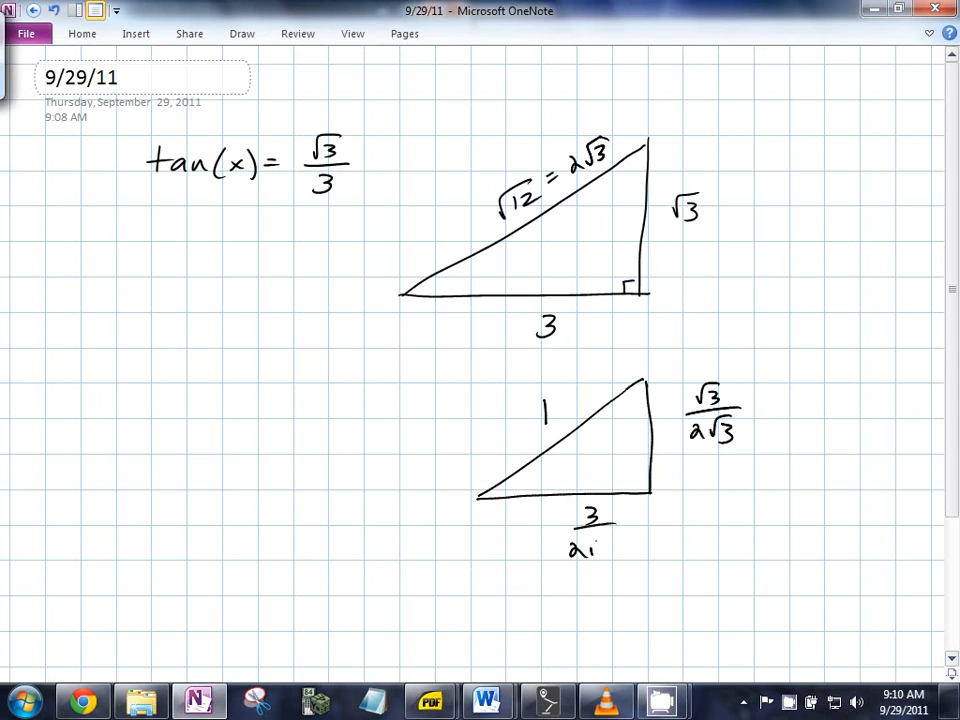 9/29/11 - Microsoft OneNote
File Home Insert Share Draw Review View Pages
9/29/11
Thursday, September 29, 2011
9:08 AM
tan(x) = √3/3
√12 = 2√3
√3
3
1
√3/2√3
3/2
84
PDF
W
9:10 AM
9/29/2011